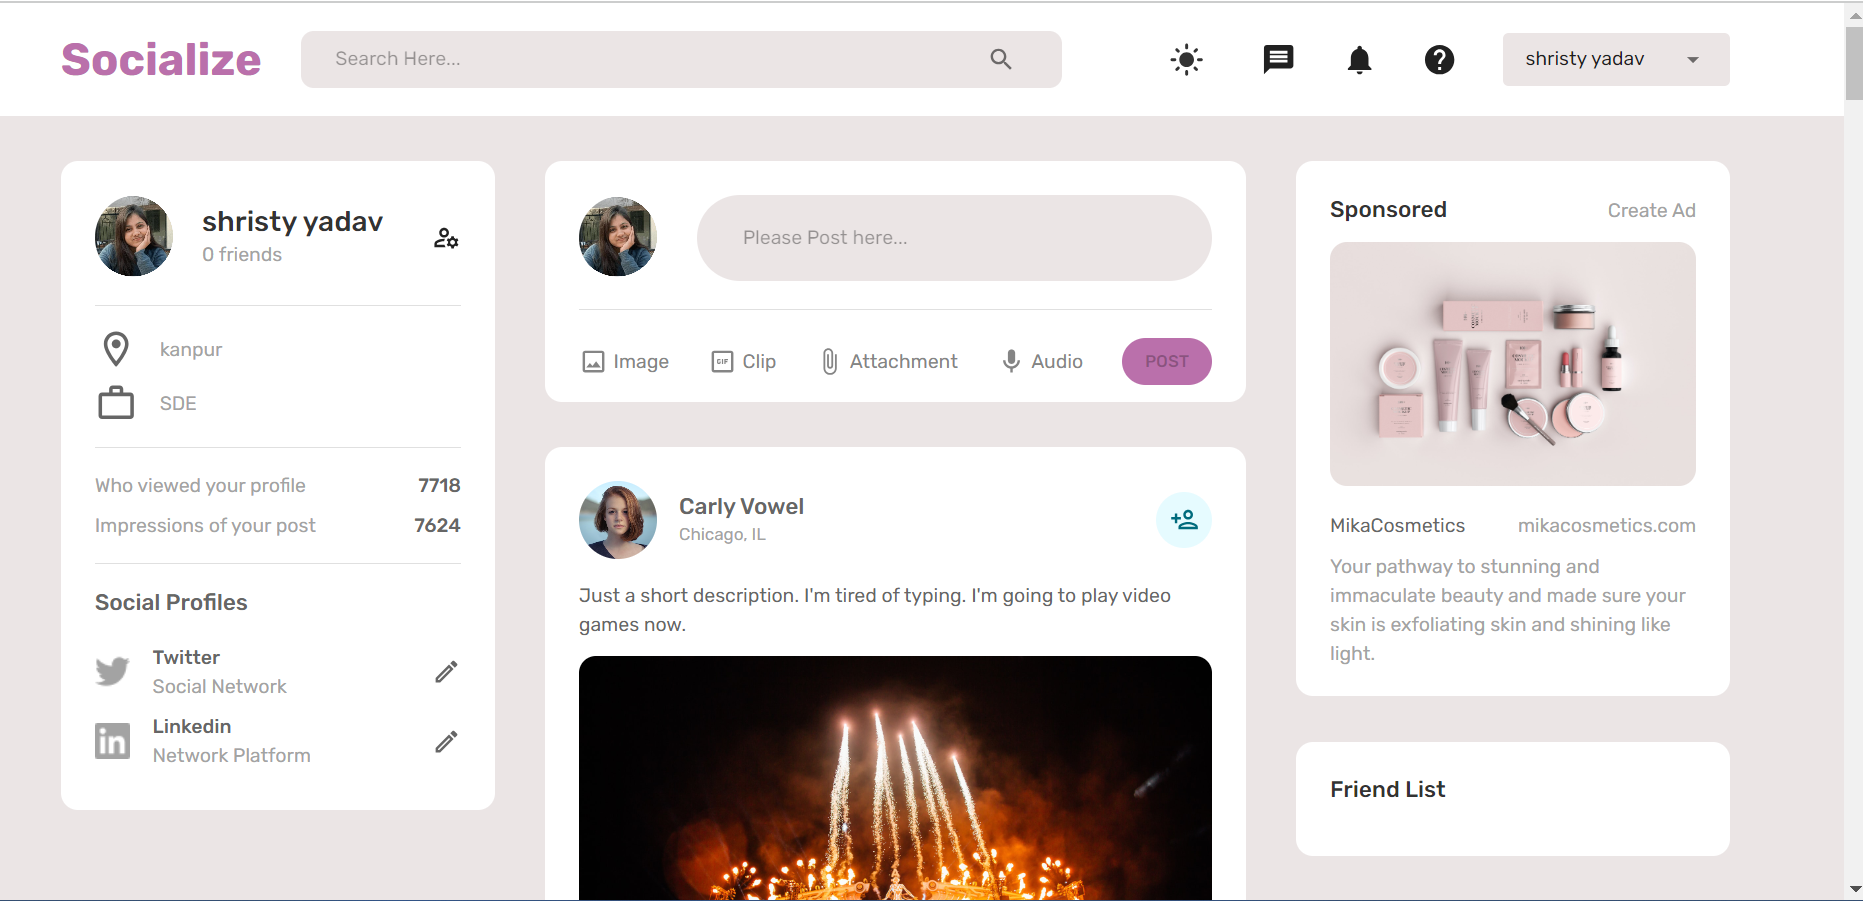 Socialize
Search Here...
shristy yadav
shristy yadav
0 friends
kanpur
SDE
Who viewed your profile 7718
Impressions of your post 7624
Social Profiles
Twitter
Social Network
Linkedin
Network Platform
Please Post here...
Image GIF Clip Attachment Audio POST
Carly Vowel
Chicago, IL
Just a short description. I'm tired of typing. I'm going to play video
games now.
Sponsored Create Ad
MikaCosmetics mikacosmetics.com
Your pathway to stunning and
immaculate beauty and made sure your
skin is exfoliating skin and shining like
light.
Friend List